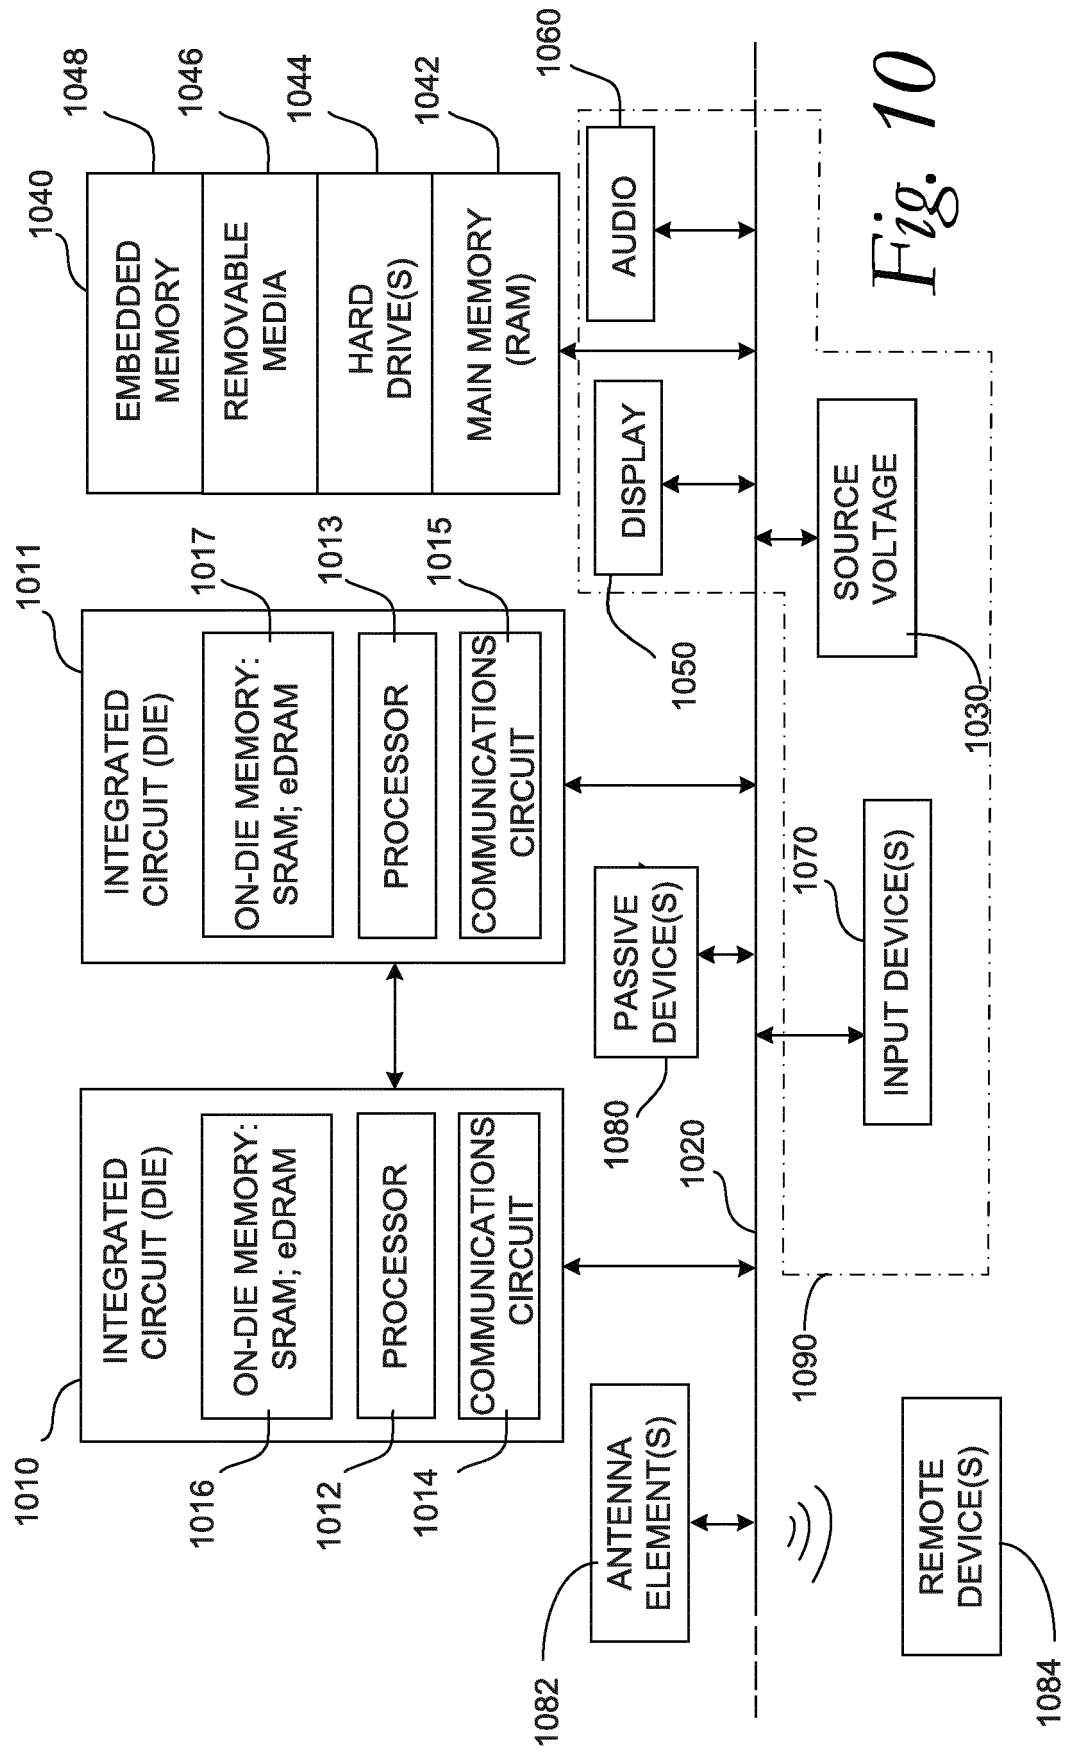 1010
INTEGRATED
CIRCUIT (DIE)
1016
ON-DIE MEMORY:
SRAM; eDRAM
1012
PROCESSOR
1014
COMMUNICATIONS
CIRCUIT
1011
INTEGRATED
CIRCUIT (DIE)
ON-DIE MEMORY:
SRAM; eDRAM
1017
PROCESSOR
1013
COMMUNICATIONS
CIRCUIT
1015
1040
EMBEDDED
MEMORY
1048
REMOVABLE
MEDIA
1046
HARD
DRIVE(S)
1044
MAIN MEMORY
(RAM)
1042
1082
ANTENNA
ELEMENT(S)
1080
PASSIVE
DEVICE(S)
1050
DISPLAY
AUDIO
1060
1020
1084
REMOTE
DEVICE(S)
1090
INPUT DEVICE(S)
1070
1030
SOURCE
VOLTAGE
Fig. 10